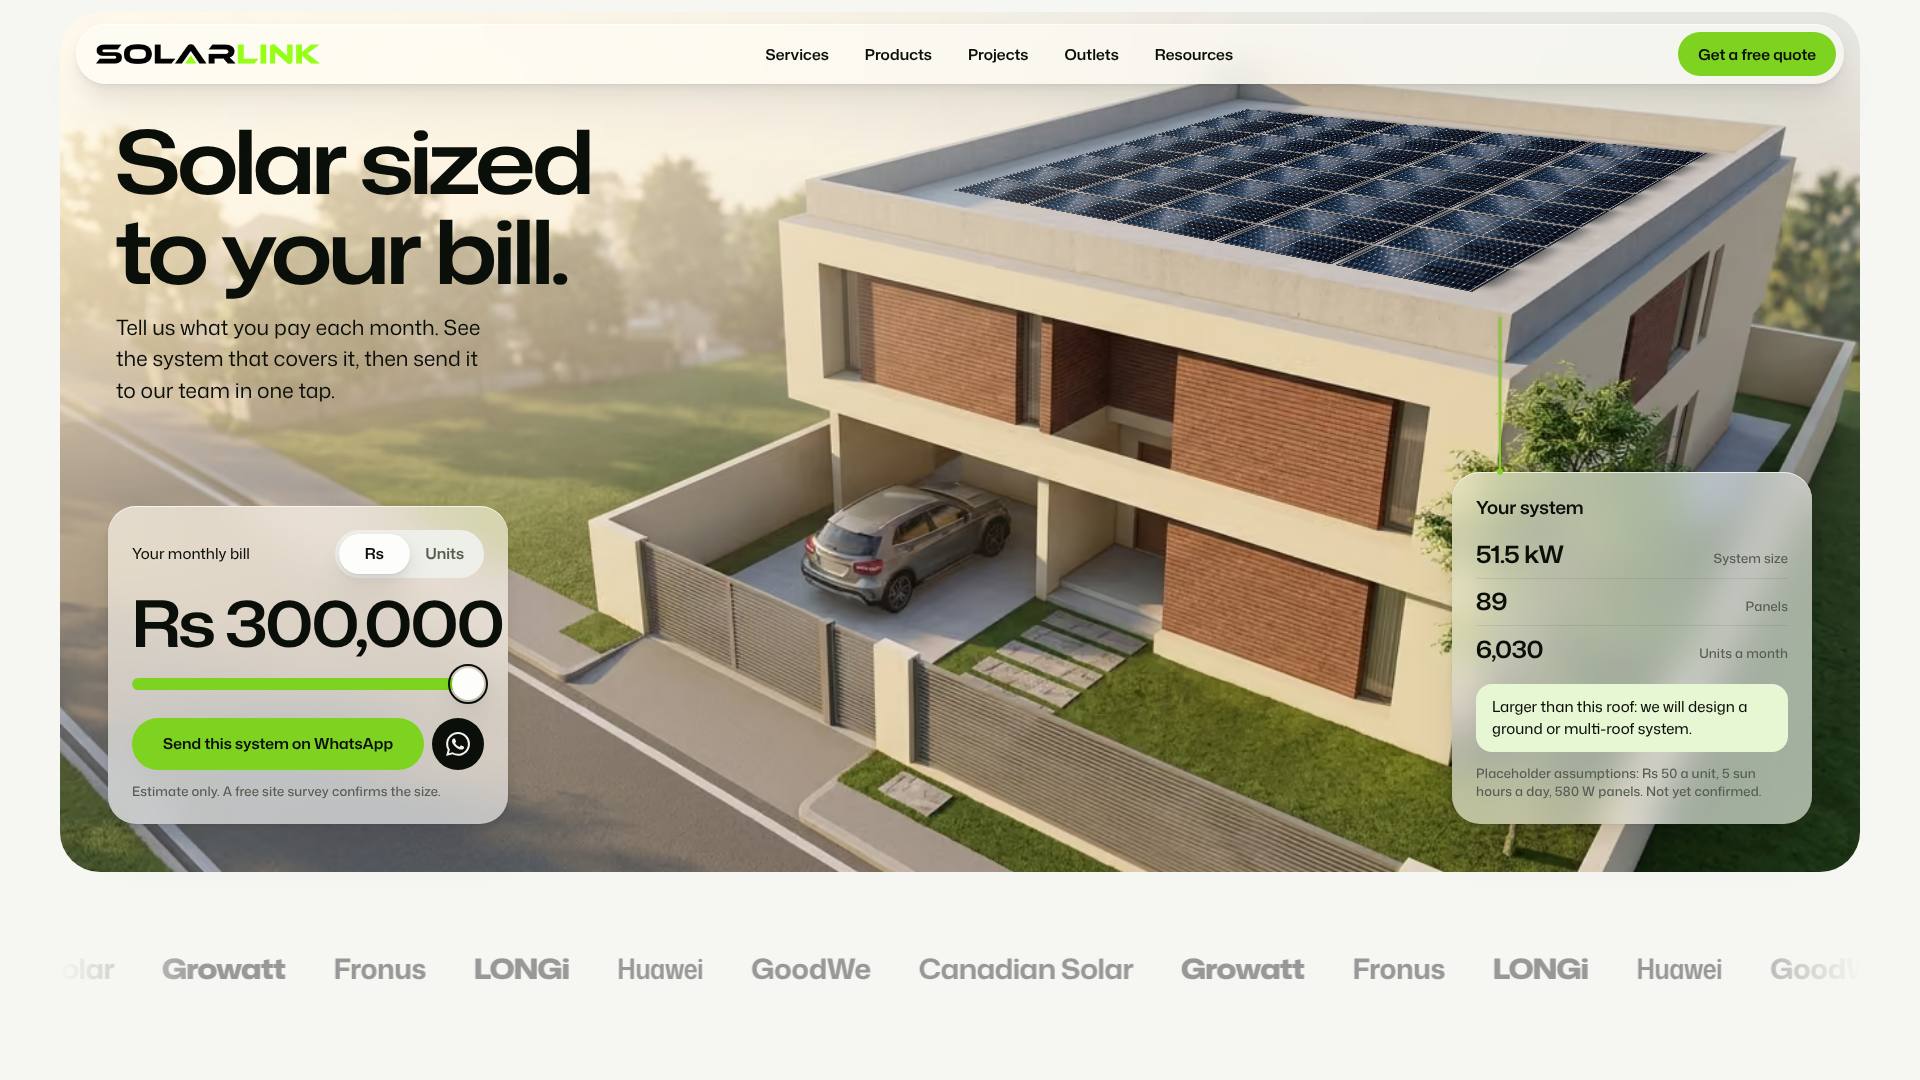 SOLARLINK
Services
Products
Projects
Outlets
Resources
Get a free quote
Solar sized
to your bill.
Tell us what you pay each month. See
the system that covers it, then send it
to our team in one tap.
Your monthly bill
Rs
Units
Rs 300,000
Send this system on WhatsApp
Estimate only. A free site survey confirms the size.
Your system
51.5 kW
System size
89
Panels
6,030
Units a month
Larger than this roof: we will design a
ground or multi-roof system.
Placeholder assumptions: Rs 50 a unit, 5 sun
hours a day, 580 W panels. Not yet confirmed.
olar Growatt Fronus LONGi Huawei GoodWe Canadian Solar Growatt Fronus LONGi Huawei GoodW